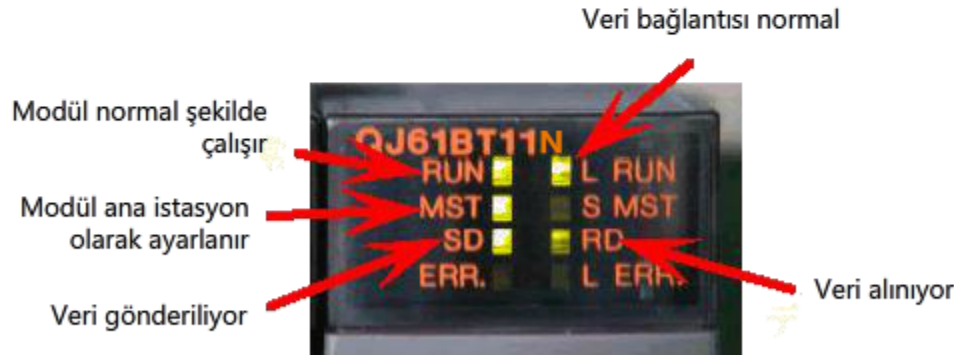 Veri bağlantısı normal
Modül normal şekilde
çalışır
QJ61BT11N
RUN L RUN
Modül ana istasyon
olarak ayarlanır
MST S MST
SD RD
ERR. L ERR.
Veri gönderiliyor
Veri alınıyor